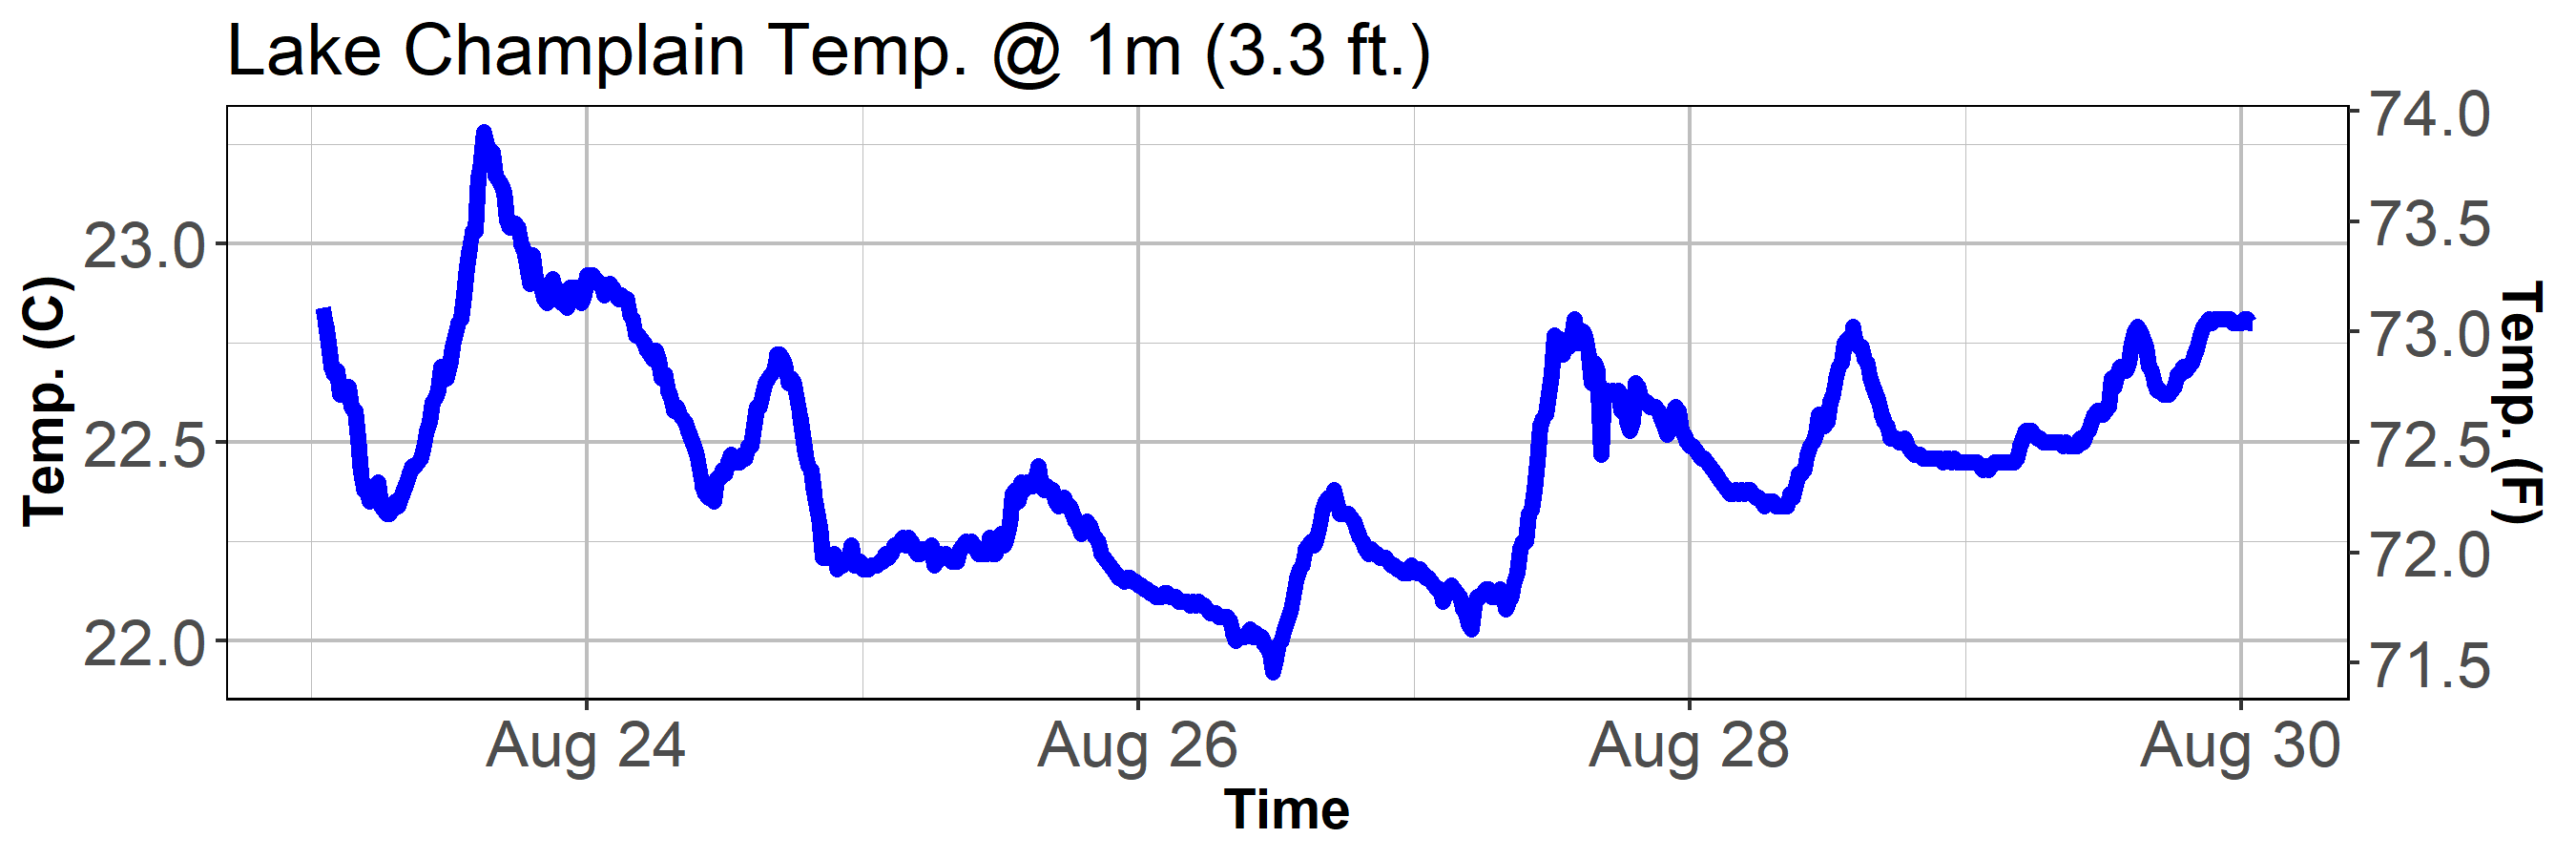 Lake Champlain Temp. @ 1m (3.3 ft.)
Temp. (C)
23.0
22.5
22.0
74.0
73.5
73.0
72.5
72.0
71.5
Temp. (F)
Aug 24
Aug 26
Aug 28
Aug 30
Time